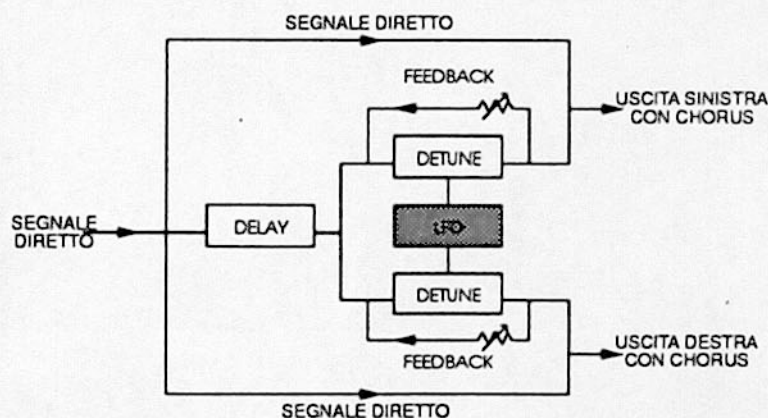 SEGNALE DIRETTO
FEEDBACK
USCITA SINISTRA
CON CHORUS
DETUNE
SEGNALE
DIRETTO
DELAY
LFO
DETUNE
FEEDBACK
USCITA DESTRA
CON CHORUS
SEGNALE DIRETTO